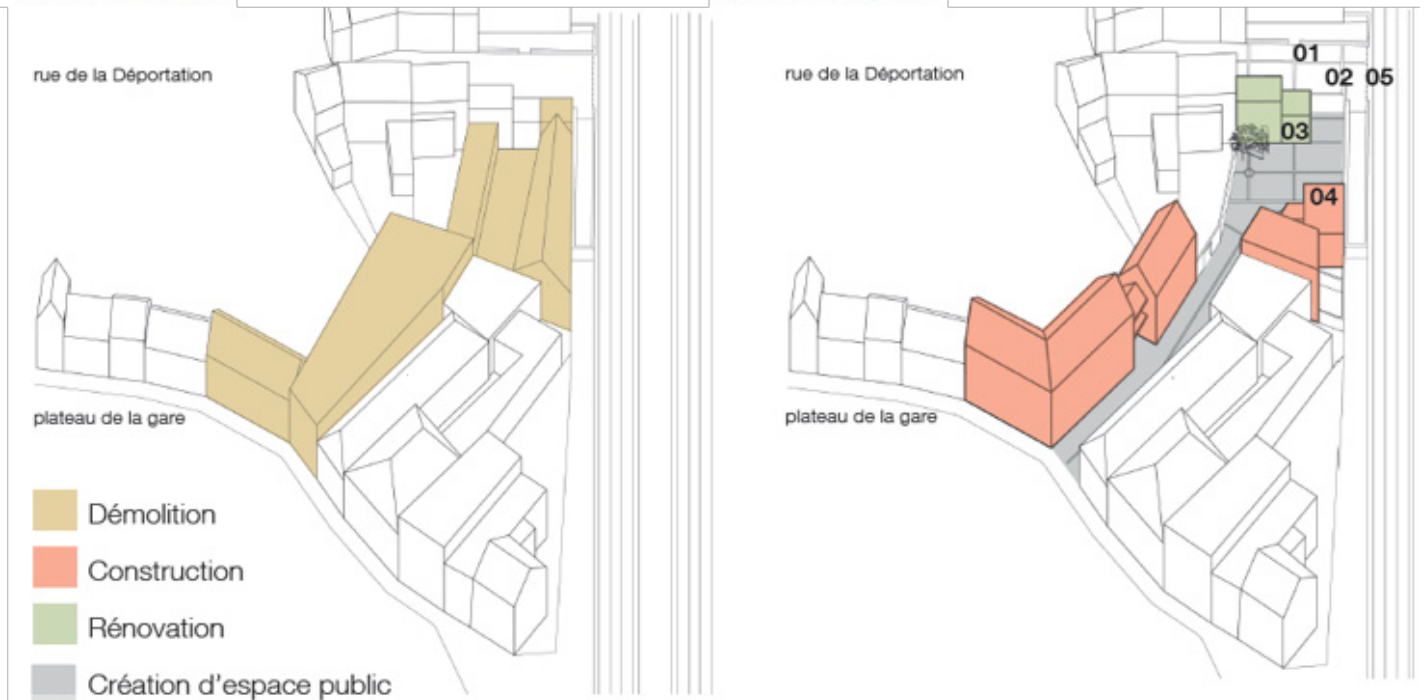 rue de la Déportation
plateau de la gare
Démolition
Construction
Rénovation
Création d'espace public
rue de la Déportation
01
02 05
03
04
plateau de la gare